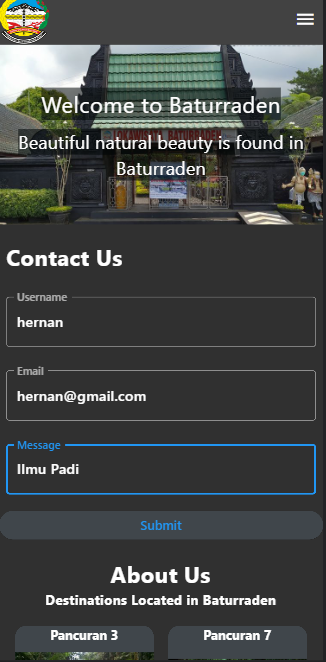 Welcome to Baturraden
Beautiful natural beauty is found in
Baturraden
Contact Us
Username
hernan
Email
hernan@gmail.com
Message
Ilmu Padi
Submit
About Us
Destinations Located in Baturraden
Pancuran 3
Pancuran 7